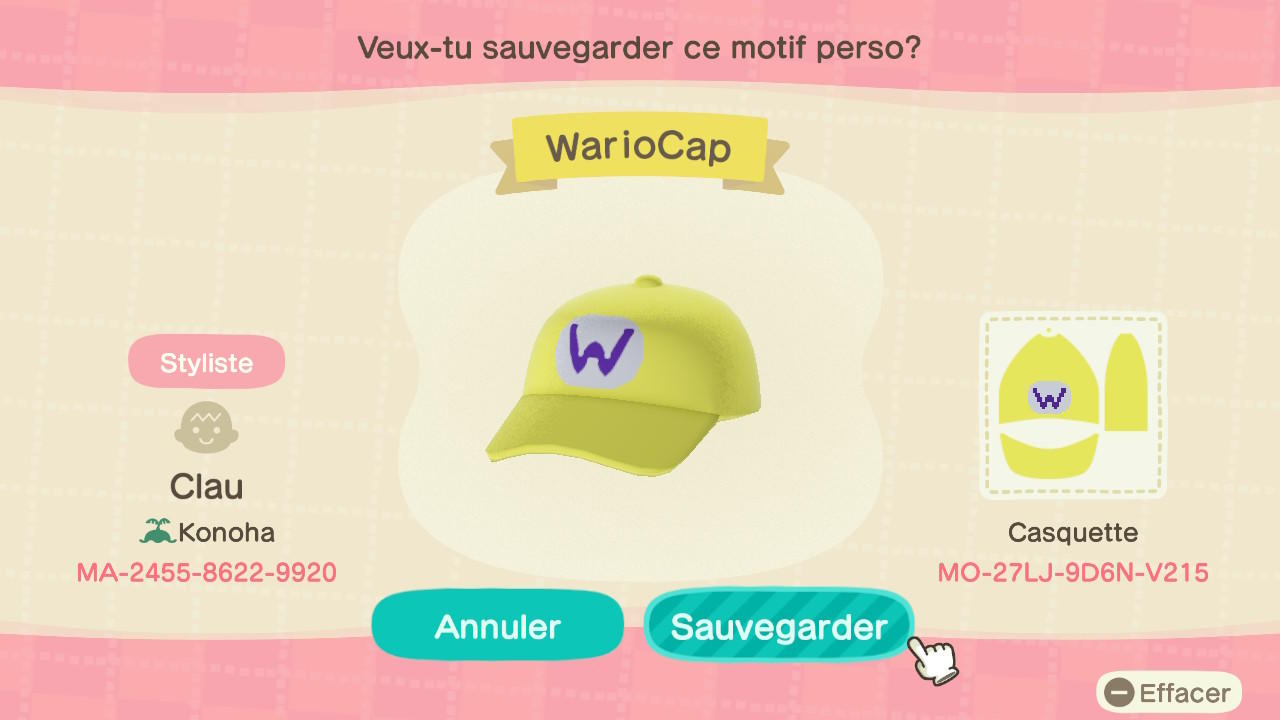 Veux-tu sauvegarder ce motif perso?
WarioCap
W
Styliste
Clau
Konoha
MA-2455-8622-9920
W
Casquette
MO-27LJ-9D6N-V215
Annuler
Sauvegarder
Effacer